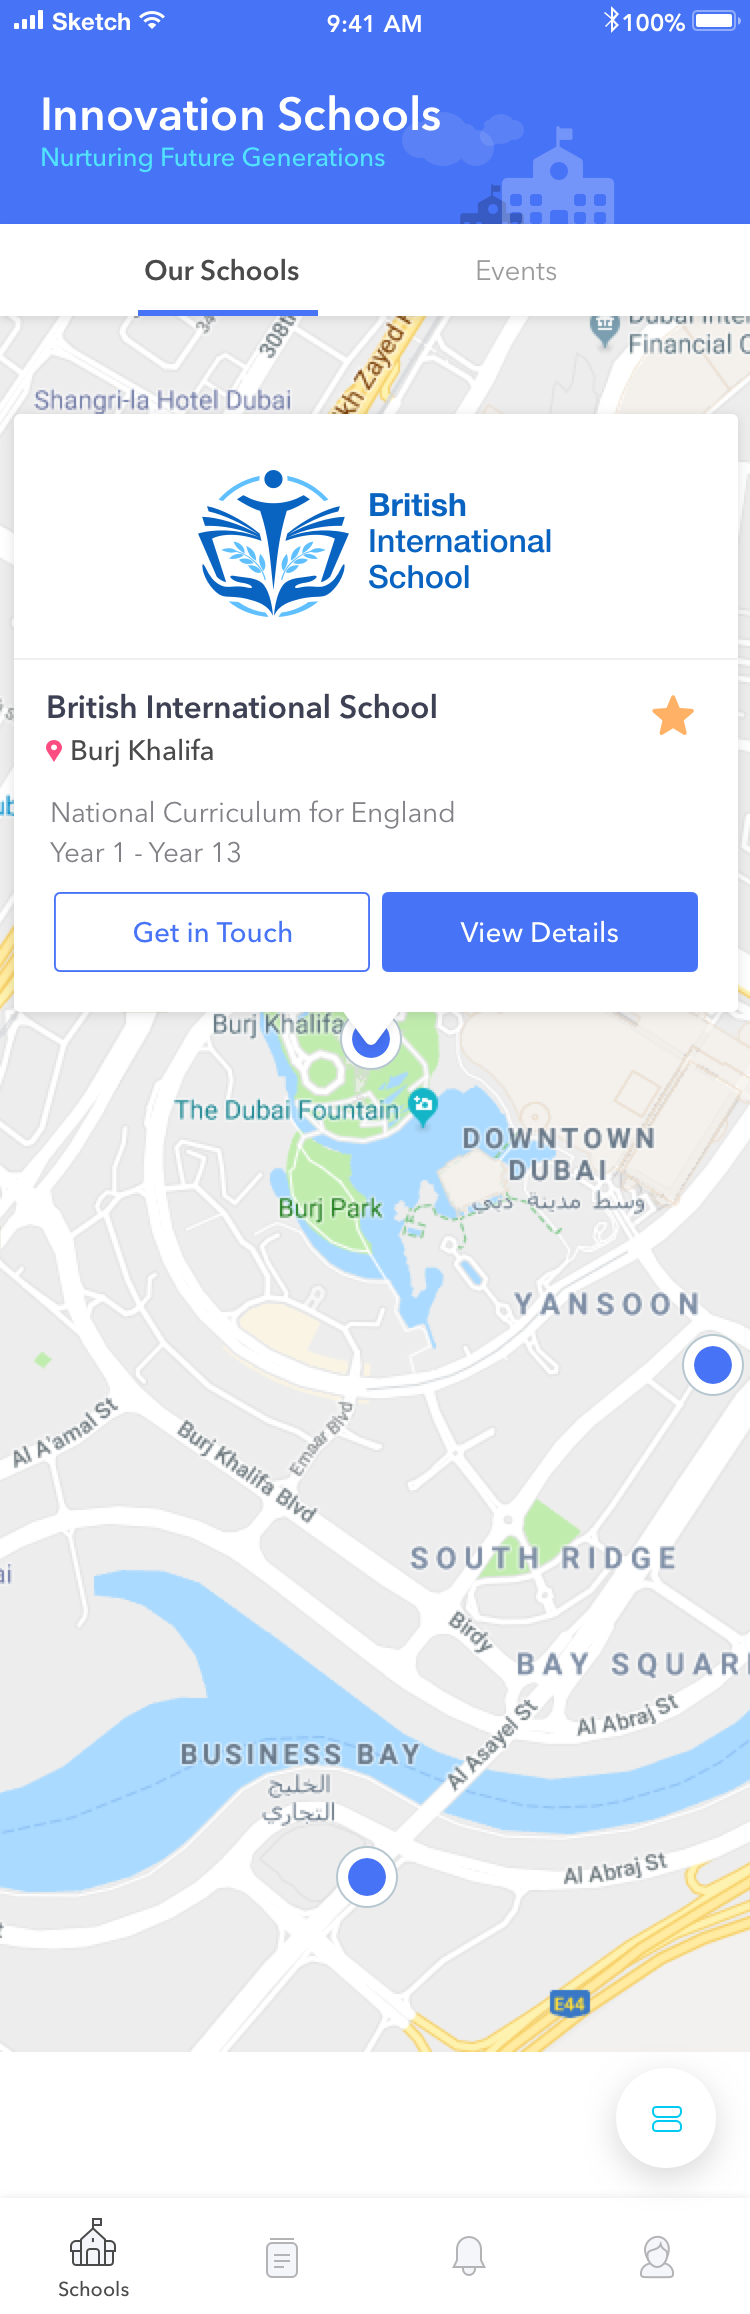 Sketch
9:41 AM
100%
Innovation Schools
Nurturing Future Generations
Our Schools
Events
308th
kh Zayed
Dubai Inter
Financial C
Shangri-la Hotel Dubai
British
International
School
British International School
Burj Khalifa
National Curriculum for England
Year 1 - Year 13
Get in Touch
View Details
Burj Khalifa
The Dubai Fountain
DOWNTOWN
DUBAI
وسط مدينة دبي
Burj Park
YANSOON
Al A'amal St
Burj Khalifa Blvd
Emaar Blvd
SOUTH RIDGE
ai
Birdy
BAY SQUAR
Al Abraj St
Al Asayel St
BUSINESS BAY
الخليج
التجاري
Al Abraj St
E44
Schools